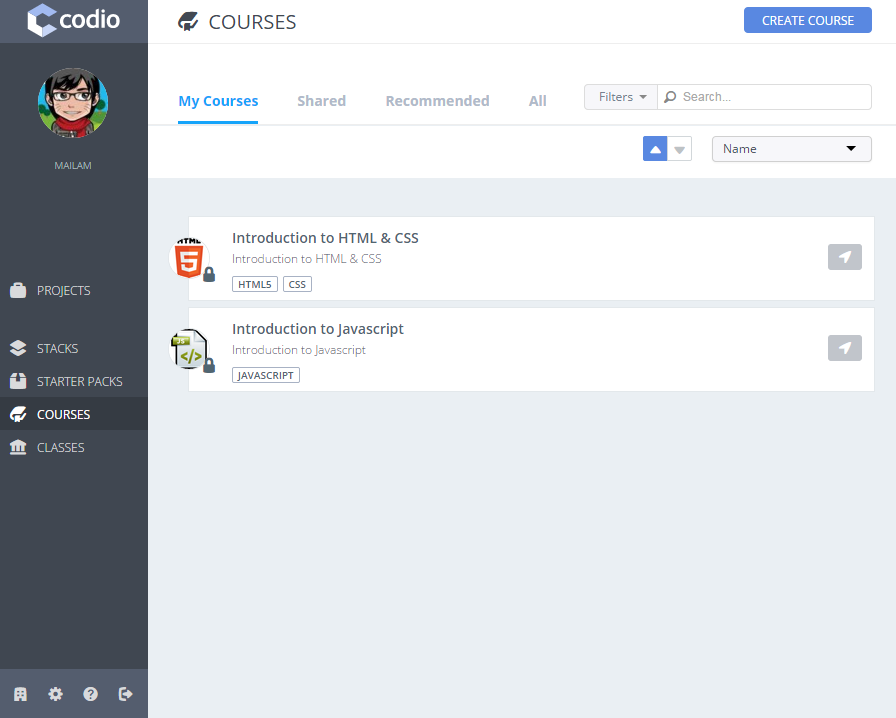 codio
COURSES
CREATE COURSE
MAILAM
My Courses
Shared
Recommended
All
Filters
Search...
Name
PROJECTS
STACKS
STARTER PACKS
COURSES
CLASSES
HTML
5
Introduction to HTML & CSS
Introduction to HTML & CSS
HTML5 CSS
JS
</>
Introduction to Javascript
Introduction to Javascript
JAVASCRIPT